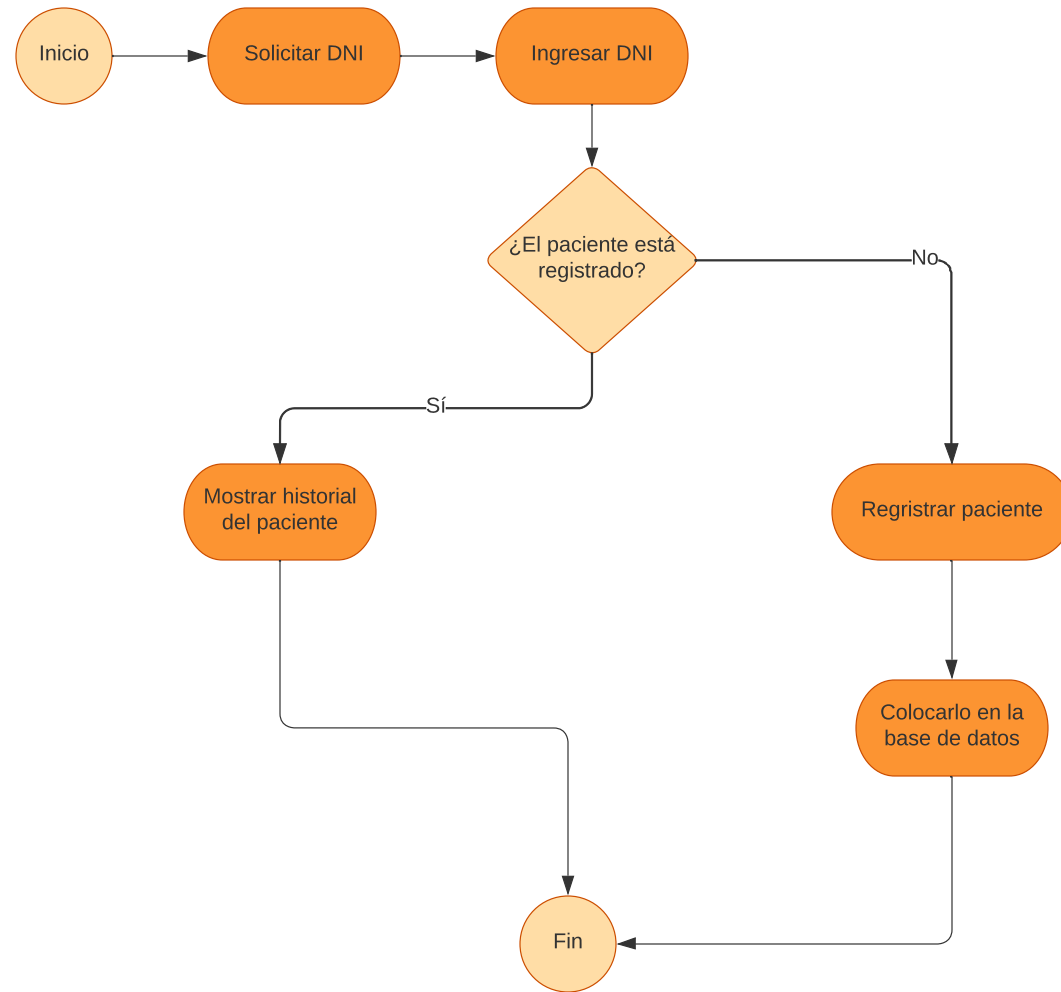 Inicio
Solicitar DNI
Ingresar DNI
¿El paciente está
registrado?
No
Sí
Mostrar historial
del paciente
Regristrar paciente
Colocarlo en la
base de datos
Fin